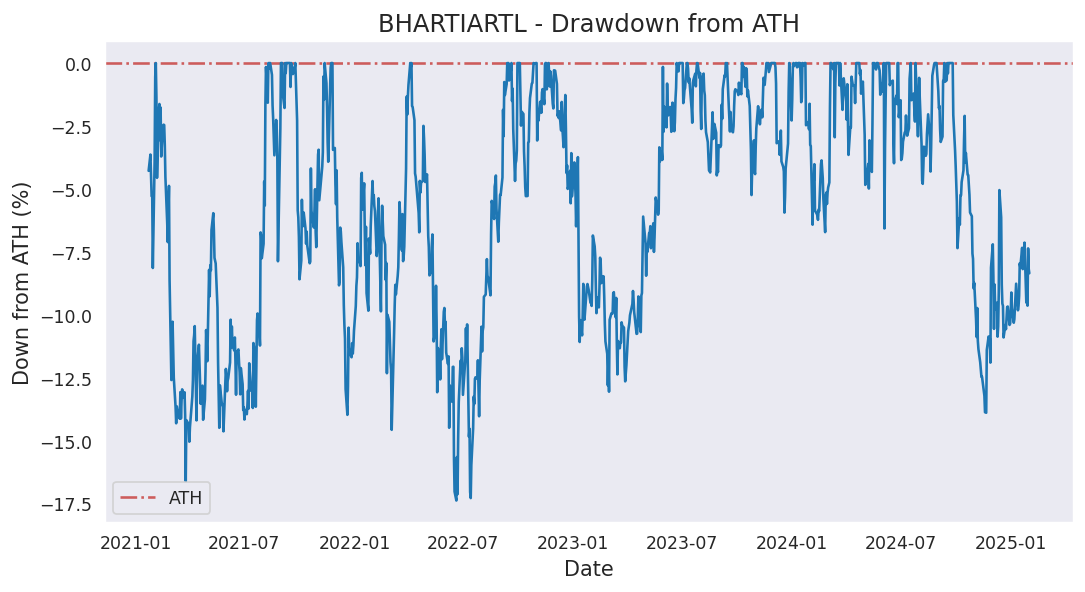 BHARTIARTL - Drawdown from ATH
Down from ATH (%)
0.0
−2.5
−5.0
−7.5
−10.0
−12.5
−15.0
−17.5
ATH
2021-01 2021-07 2022-01 2022-07 2023-01 2023-07 2024-01 2024-07 2025-01
Date